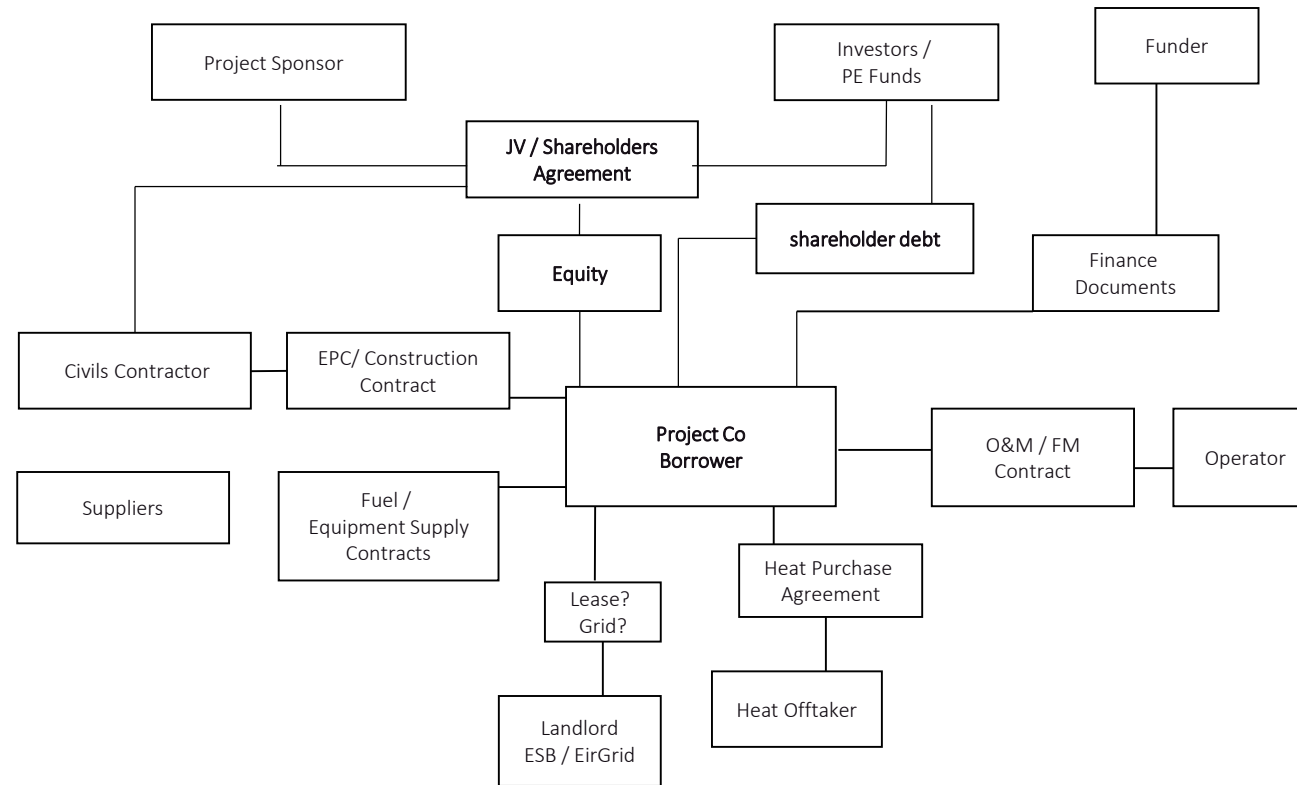 Project Sponsor
Investors /
PE Funds
Funder
JV / Shareholders
Agreement
shareholder debt
Equity
Finance
Documents
Civils Contractor
EPC/ Construction
Contract
Project Co
Borrower
O&M / FM
Contract
Operator
Suppliers
Fuel /
Equipment Supply
Contracts
Heat Purchase
Agreement
Lease?
Grid?
Landlord
ESB / EirGrid
Heat Offtaker